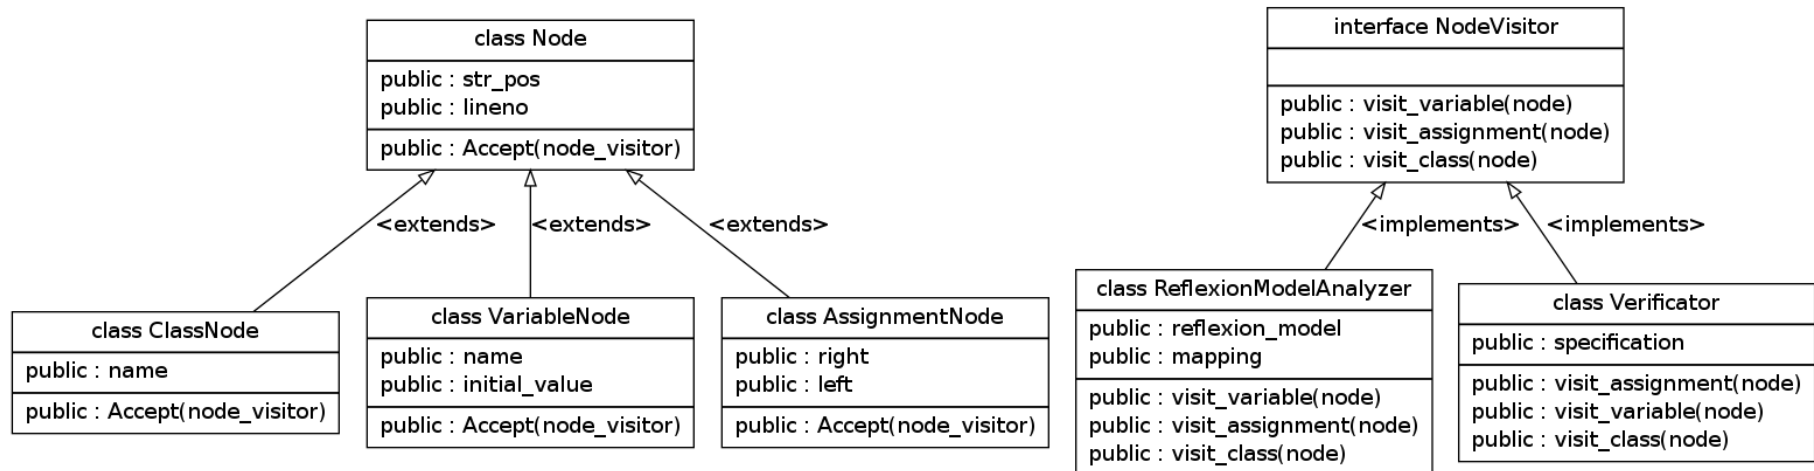 class Node
public : str_pos
public : lineno
public : Accept(node_visitor)
interface NodeVisitor
public : visit_variable(node)
public : visit_assignment(node)
public : visit_class(node)
<extends>
<extends>
<extends>
<implements>
<implements>
class ClassNode
public : name
public : Accept(node_visitor)
class VariableNode
public : name
public : initial_value
public : Accept(node_visitor)
class AssignmentNode
public : right
public : left
public : Accept(node_visitor)
class ReflexionModelAnalyzer
public : reflexion_model
public : mapping
public : visit_variable(node)
public : visit_assignment(node)
public : visit_class(node)
class Verificator
public : specification
public : visit_assignment(node)
public : visit_variable(node)
public : visit_class(node)